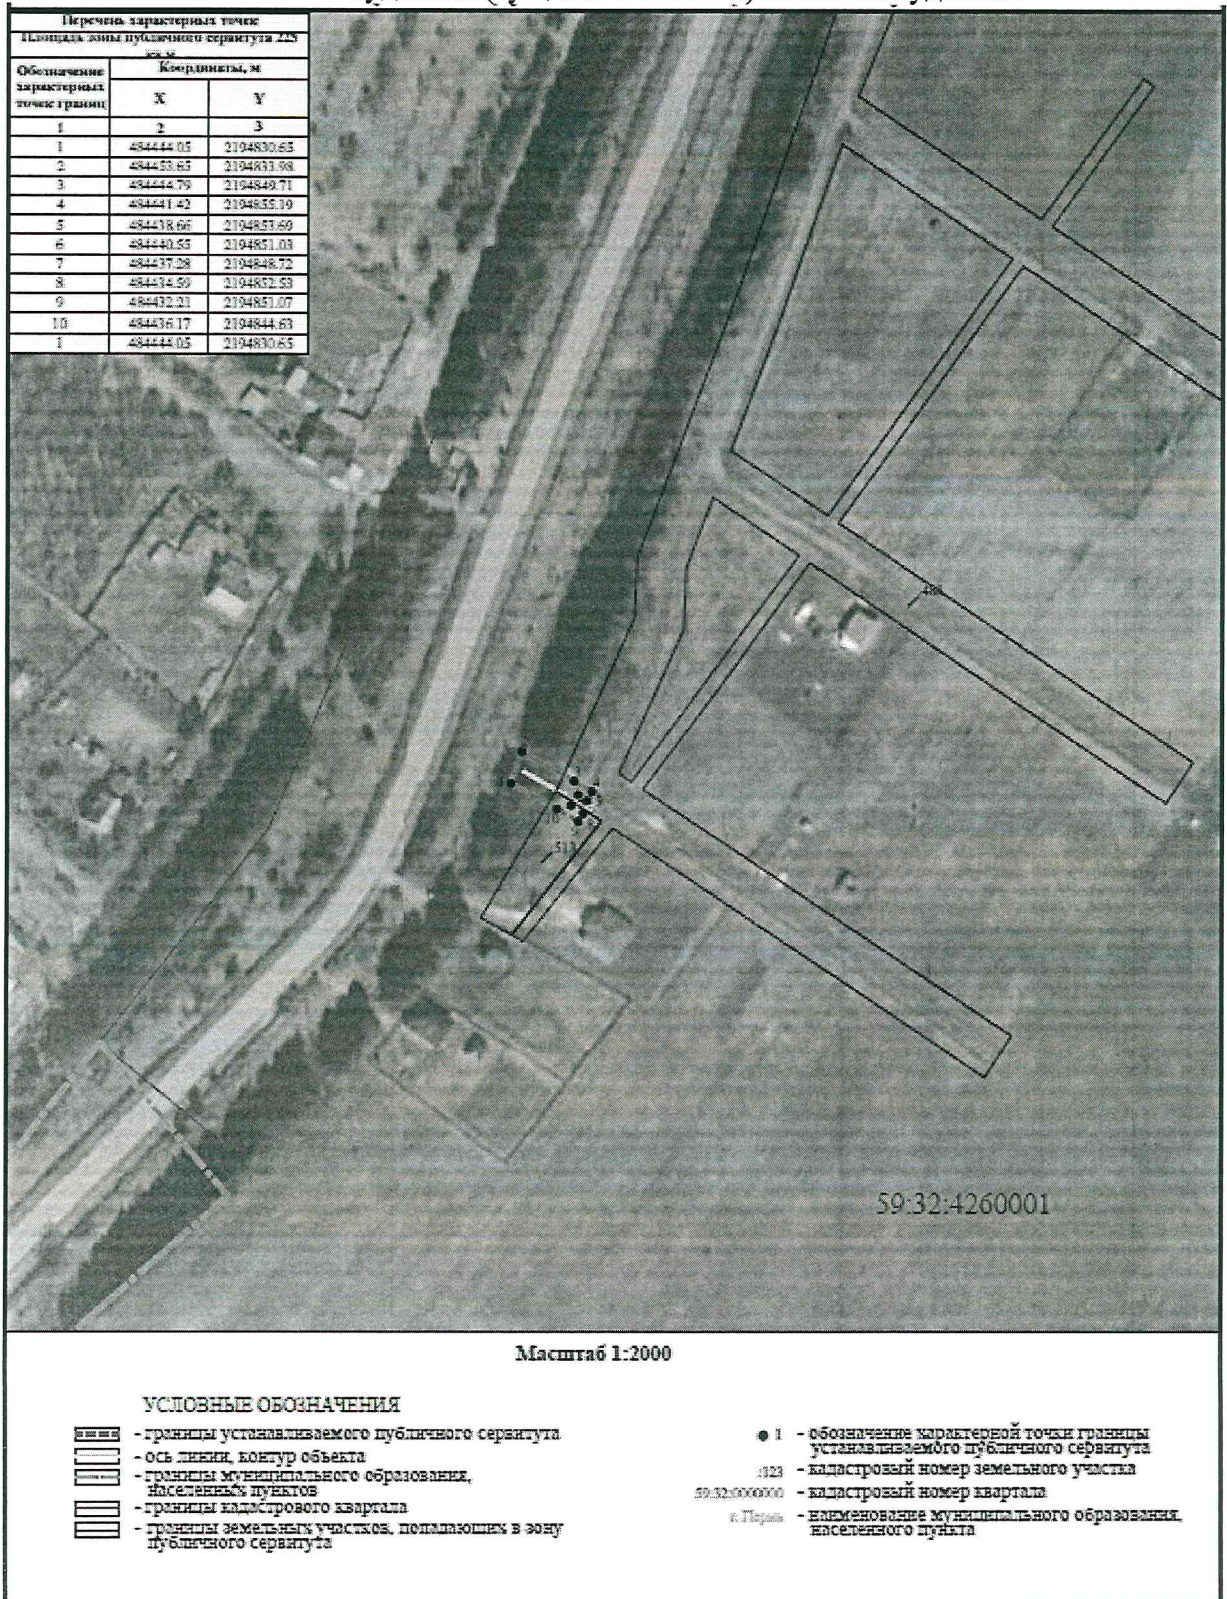 Перечень характерных точек
Площадь зоны публичного сервитута 225
кв.м
Обозначение характерных точек границ | Координаты, м
X | Y
1 | 2 | 3
1 | 484444.05 | 2194830.65
2 | 484453.65 | 2194833.98
3 | 484444.79 | 2194849.71
4 | 484441.42 | 2194855.19
5 | 484438.66 | 2194853.69
6 | 484440.55 | 2194851.03
7 | 484437.28 | 2194848.72
8 | 484434.59 | 2194852.53
9 | 484432.21 | 2194851.07
10 | 484436.17 | 2194844.63
1 | 484444.05 | 2194830.65
59:32:4260001
Масштаб 1:2000
УСЛОВНЫЕ ОБОЗНАЧЕНИЯ
- границы устанавливаемого публичного сервитута
- ось линии, контур объекта
- границы муниципального образования,
населенных пунктов
- границы кадастрового квартала
- границы земельных участков, попадающих в зону
публичного сервитута
1 - обозначение характерной точки границы
устанавливаемого публичного сервитута
:123 - кадастровый номер земельного участка
59:32:0000000 - кадастровый номер квартала
г. Пермь - наименование муниципального образования,
населенного пункта